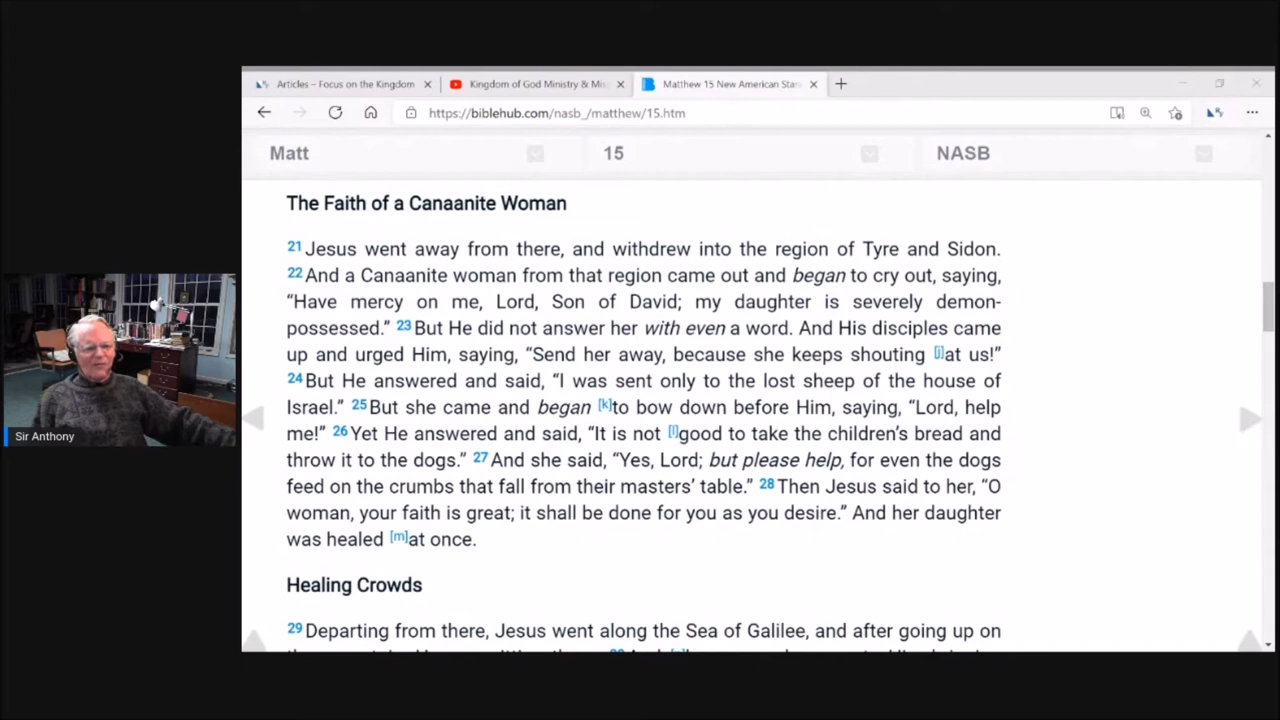 Articles – Focus on the Kingdom
Kingdom of God Ministry & Mis
Matthew 15 New American Stan
https://biblehub.com/nasb_/matthew/15.htm
Matt 15 NASB
The Faith of a Canaanite Woman
21 Jesus went away from there, and withdrew into the region of Tyre and Sidon.
22 And a Canaanite woman from that region came out and began to cry out, saying,
“Have mercy on me, Lord, Son of David; my daughter is severely demon-
possessed.” 23 But He did not answer her with even a word. And His disciples came
up and urged Him, saying, “Send her away, because she keeps shouting [j]at us!”
24 But He answered and said, “I was sent only to the lost sheep of the house of
Israel.” 25 But she came and began [k]to bow down before Him, saying, “Lord, help
me!” 26 Yet He answered and said, “It is not [l]good to take the children’s bread and
throw it to the dogs.” 27 And she said, “Yes, Lord; but please help, for even the dogs
feed on the crumbs that fall from their masters’ table.” 28 Then Jesus said to her, “O
woman, your faith is great; it shall be done for you as you desire.” And her daughter
was healed [m]at once.
Healing Crowds
29 Departing from there, Jesus went along the Sea of Galilee, and after going up on
Sir Anthony